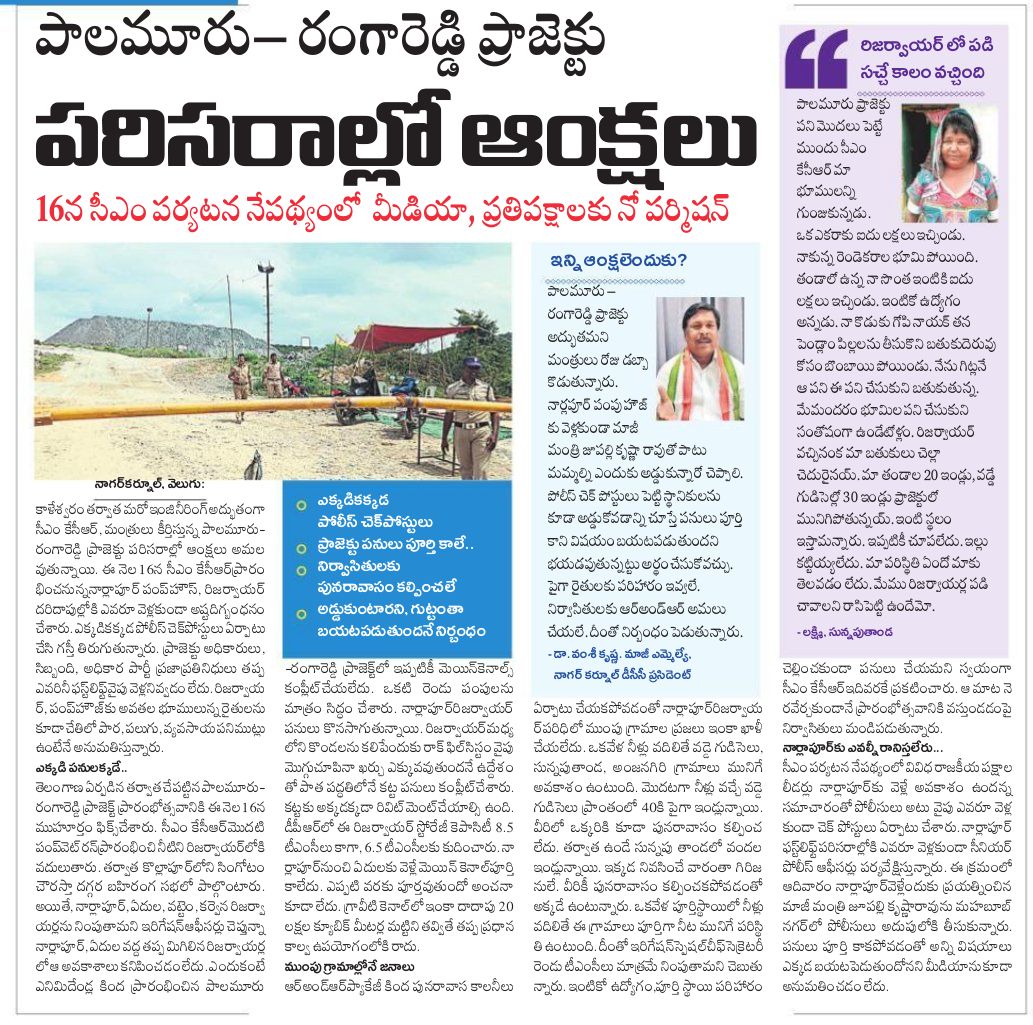 పాలమూరు– రంగారెడ్డి ప్రాజెక్టు
పరిసరాల్లో ఆంక్షలు
16న సీఎం పర్యటన నేపథ్యంలో మీడియా, ప్రతిపక్షాలకు నో పర్మిషన్
నాగర్​కర్నూల్, వెలుగు:
కాళేశ్వరం తర్వాత మరో ఇంజినీరింగ్ అద్భుతంగా
సీఎం కేసీఆర్, మంత్రులు కీర్తిస్తున్న పాలమూరు–
రంగారెడ్డి ప్రాజెక్టు పరిసరాల్లో ఆంక్షలు అమల
వుతున్నాయి. ఈ నెల 16న సీఎం కేసీఆర్​ప్రారం
భించనున్ననార్లాపూర్ పంప్​హౌస్, రిజర్వాయర్
దరిదాపుల్లోకి ఎవరూ వెళ్లకుండా అష్టదిగ్బంధనం
చేశారు. ఎక్కడికక్కడ పోలీస్ చెక్​పోస్టులు ఏర్పాటు
చేసి గస్తీ తిరుగుతున్నారు. ప్రాజెక్టు అధికారులు,
సిబ్బంది, అధికార పార్టీ ప్రజాప్రతినిధులు తప్ప
ఎవరినీ ఫస్ట్​లిఫ్ట్​వైపు వెళ్లనివ్వడం లేదు. రిజర్వాయ
ర్, పంప్​హౌజ్​కు అవతల భూములున్న రైతులను
కూడా చేతిలో పార, పలుగు, వ్యవసాయ పనిముట్లు
ఉంటేనే అనుమతిస్తున్నారు.
ఎక్కడి పనులక్కడే..
తెలంగాణ ఏర్పడిన తర్వాత చేపట్టిన పాలమూరు–
రంగారెడ్డి ప్రాజెక్ట్ ప్రారంభోత్సవానికి ఈ నెల 16న
ముహూర్తం ఫిక్స్​చేశారు. సీఎం కేసీఆర్​మొదటి
పంప్​వెట్ రన్​ప్రారంభించి నీటిని రిజర్వాయర్​లోకి
వదులుతారు. తర్వాత కొల్లాపూర్​లోని సింగోటం
చౌరస్తా దగ్గర బహిరంగ సభలో పాల్గొంటారు.
అయితే, నార్లాపూర్, ఏదుల, వట్టెం, కర్వెన రిజర్వా
యర్లను నింపుతామని ఇరిగేషన్​ఆఫీసర్లు చెప్తున్నా
నార్లాపూర్, ఏదుల వద్ద తప్ప మిగిలిన రిజర్వాయర్ల
లో ఆ అవకాశాలు కనిపించడం లేదు. ఎందుకంటే
ఎనిమిదేండ్ల కింద ప్రారంభించిన పాలమూరు
ఎక్కడికక్కడ
పోలీస్ చెక్​పోస్టులు
ప్రాజెక్టు పనులు పూర్తి కాలే..
నిర్వాసితులకు
పునరావాసం కల్పించలే
అడ్డుకుంటారని, గుట్టంతా
బయటపడుతుందనే నిర్బంధం
-రంగారెడ్డి ప్రాజెక్ట్​లో ఇప్పటికీ మెయిన్​కెనాల్స్
కంప్లీట్​చేయలేదు. ఒకటి రెండు పంపులను
మాత్రం సిద్ధం చేశారు. నార్లాపూర్​రిజర్వాయర్
పనులు కొనసాగుతున్నాయి. రిజర్వాయర్​మధ్య
లోని కొండలను కలిపేందుకు రాక్ ఫిల్​సిస్టం వైపు
మొగ్గుచూపినా ఖర్చు ఎక్కువవుతుందనే ఉద్దేశం
తో పాత పద్ధతిలోనే కట్ట పనులు కంప్లీట్​చేశారు.
కట్టకు అక్కడక్కడా రివిట్ మెంట్​చేయాల్సి ఉంది.
డీపీఆర్​లో ఈ రిజర్వాయర్ స్టోరేజీ కెపాసిటీ 8.5
టీఎంసీలు కాగా, 6.5 టీఎంసీలకు కుదించారు. నా
ర్లాపూర్​నుంచి ఏదులకు వెళ్లే మెయిన్ కెనాల్​పూర్తి
కాలేదు. ఎప్పటి వరకు పూర్తవుతుందో అంచనా
కూడా లేదు. గ్రావిటీ కెనాల్​లో ఇంకా దాదాపు 20
లక్షల క్యూబిక్ మీటర్ల మట్టిని తవ్వితే తప్ప ప్రధాన
కాల్వ ఉపయోగంలోకి రాదు.
ముంపు గ్రామాల్లోనే జనాలు
ఆర్​అండ్​ఆర్​ప్యాకేజీ కింద పునరావాస కాలనీలు
ఇన్ని ఆంక్షలెందుకు?
పాలమూరు–
రంగారెడ్డి ప్రాజెక్టు
అద్భుతమని
మంత్రులు రోజు డబ్బా
కొడుతున్నారు.
నార్లపూర్ పంపు హౌజ్
కు వెళ్లకుండా మాజీ
మంత్రి జూపల్లి కృష్ణా రావుతో పాటు
మమ్మల్ని ఎందుకు అడ్డుకున్నారో చెప్పాలి.
పోలీస్ చెక్ పోస్టులు పెట్టి స్థానికులను
కూడా అడ్డుకోవడాన్ని చూస్తే పనులు పూర్తి
కాని విషయం బయటపడుతుందని
భయపడుతున్నట్టు అర్థం చేసుకోవచ్చు.
పైగా రైతులకు పరిహారం ఇవ్వలే.
నిర్వాసితులకు ఆర్​అండ్​ఆర్ అమలు
చేయలే. దీంతో నిర్బంధం పెడుతున్నారు.
- డా. వంశీ కృష్ణ, మాజీ ఎమ్మెల్యే,
నాగర్ కర్నూల్ డీసీసీ ప్రసిడెంట్
ఏర్పాటు చేయకపోవడంతో నార్లాపూర్​రిజర్వాయ
ర్​పరిధిలో ముంపు గ్రామాల ప్రజలు ఇంకా ఖాళీ
చేయలేదు. ఒకవేళ నీళ్లు వదిలితే వడ్డె గుడిసెలు,
సున్నపుతాండ, అంజనగిరి గ్రామాలు మునిగే
అవకాశం ఉంటుంది. మొదటగా నీళ్లు వచ్చే వడ్డె
గుడిసెలు ప్రాంతంలో 40కి పైగా ఇండ్లున్నాయి.
వీరిలో ఒక్కరికి కూడా పునరావాసం కల్పించ
లేదు. తర్వాత ఉండే సున్నపు తాండలో వందల
ఇండ్లున్నాయి. ఇక్కడ నివసించే వారంతా గిరిజ
నులే. వీరికీ పునరావాసం కల్పించకపోవడంతో
అక్కడే ఉంటున్నారు. ఒకవేళ పూర్తిస్థాయిలో నీళ్లు
వదిలితే ఈ గ్రామాలు పూర్తిగా నీట మునిగే పరిస్థి
తి ఉంటుంది. దీంతో ఇరిగేషన్​స్పెషల్​చీఫ్​సెక్రెటరీ
రెండు టీఎంసీలు మాత్రమే నింపుతామని చెబుతు
న్నారు. ఇంటికో ఉద్యోగం,పూర్తి స్థాయి పరిహారం
రిజర్వాయర్ లో పడి
సచ్చే కాలం వచ్చింది
పాలమూరు ప్రాజెక్టు
పని మొదలు పెట్టే
ముందు సీఎం
కేసీఆర్ మా
భూములన్ని
గుంజుకున్నడు.
ఒక ఎకరాకు ఐదు లక్షలు ఇచ్చిండు.
నాకున్న రెండెకరాల భూమి పోయింది.
తండాలో ఉన్న నా సొంత ఇంటికి ఐదు
లక్షలు ఇచ్చిండు. ఇంటికో ఉద్యోగం
అన్నడు. నా కొడుకు గోపి నాయక్ తన
పెండ్లాం పిల్లలను తీసుకొని బతుకుదెరువు
కోసం బొంబాయి పోయిండు. నేను గిట్లనే
ఆ పని ఈ పని చేసుకుని బతుకుతున్న.
మేమందరం భూమిల పని చేసుకుని
సంతోషంగా ఉండేటోళ్లం. రిజర్వాయర్
వచ్చినంక మా బతుకులు చెల్లా
చెదురైనయ్. మా తండాల 20 ఇండ్లు,వడ్డే
గుడిసెల్లో 30 ఇండ్లు ప్రాజెక్టులో
మునిగిపోతున్నయ్. ఇంటి స్థలం
ఇస్తామన్నారు. ఇప్పటికీ చూపలేదు. ఇల్లు
కట్టియ్యలేదు. మా పరిస్థితి ఏందో మాకు
తెలవడం లేదు. మేము రిజర్వాయర్ల పడి
చావాలని రాసిపెట్టి ఉందేమో.
- లక్ష్మి, సున్నపుతాండ
చెల్లించకుండా పనులు చేయమని స్వయంగా
సీఎం కేసీఆర్​ఇదివరకే ప్రకటించారు. ఆ మాట నె
రవేర్చకుండానే ప్రారంభోత్సవానికి వస్తుండడంపై
నిర్వాసితులు మండిపడుతున్నారు.
నార్లాపూర్​కు ఎవల్నీ రానిస్తలేరు...
సీఎం పర్యటన నేపథ్యంలో వివిధ రాజకీయ పక్షాల
లీడర్లు నార్లాపూర్​కు వెళ్లే అవకాశం ఉందన్న
సమాచారంతో పోలీసులు అటు వైపు ఎవరూ వెళ్ల
కుండా చెక్ పోస్టులు ఏర్పాటు చేశారు. నార్లాపూర్
ఫస్ట్​లిఫ్ట్​పరిసరాల్లోకి ఎవరూ వెళ్లకుండా సీనియర్
పోలీస్ ఆఫీసర్లు పర్యవేక్షిస్తున్నారు. ఈ క్రమంలో
ఆదివారం నార్లాపూర్​వెళ్లేందుకు ప్రయత్నించిన
మాజీ మంత్రి జూపల్లి కృష్ణారావును మహబూబ్
నగర్​లో పోలీసులు అదుపులోకి తీసుకున్నారు.
పనులు పూర్తి కాకపోవడంతో అన్ని విషయాలు
ఎక్కడ బయటపెడుతుందోనని మీడియాను కూడా
అనుమతించడం లేదు.